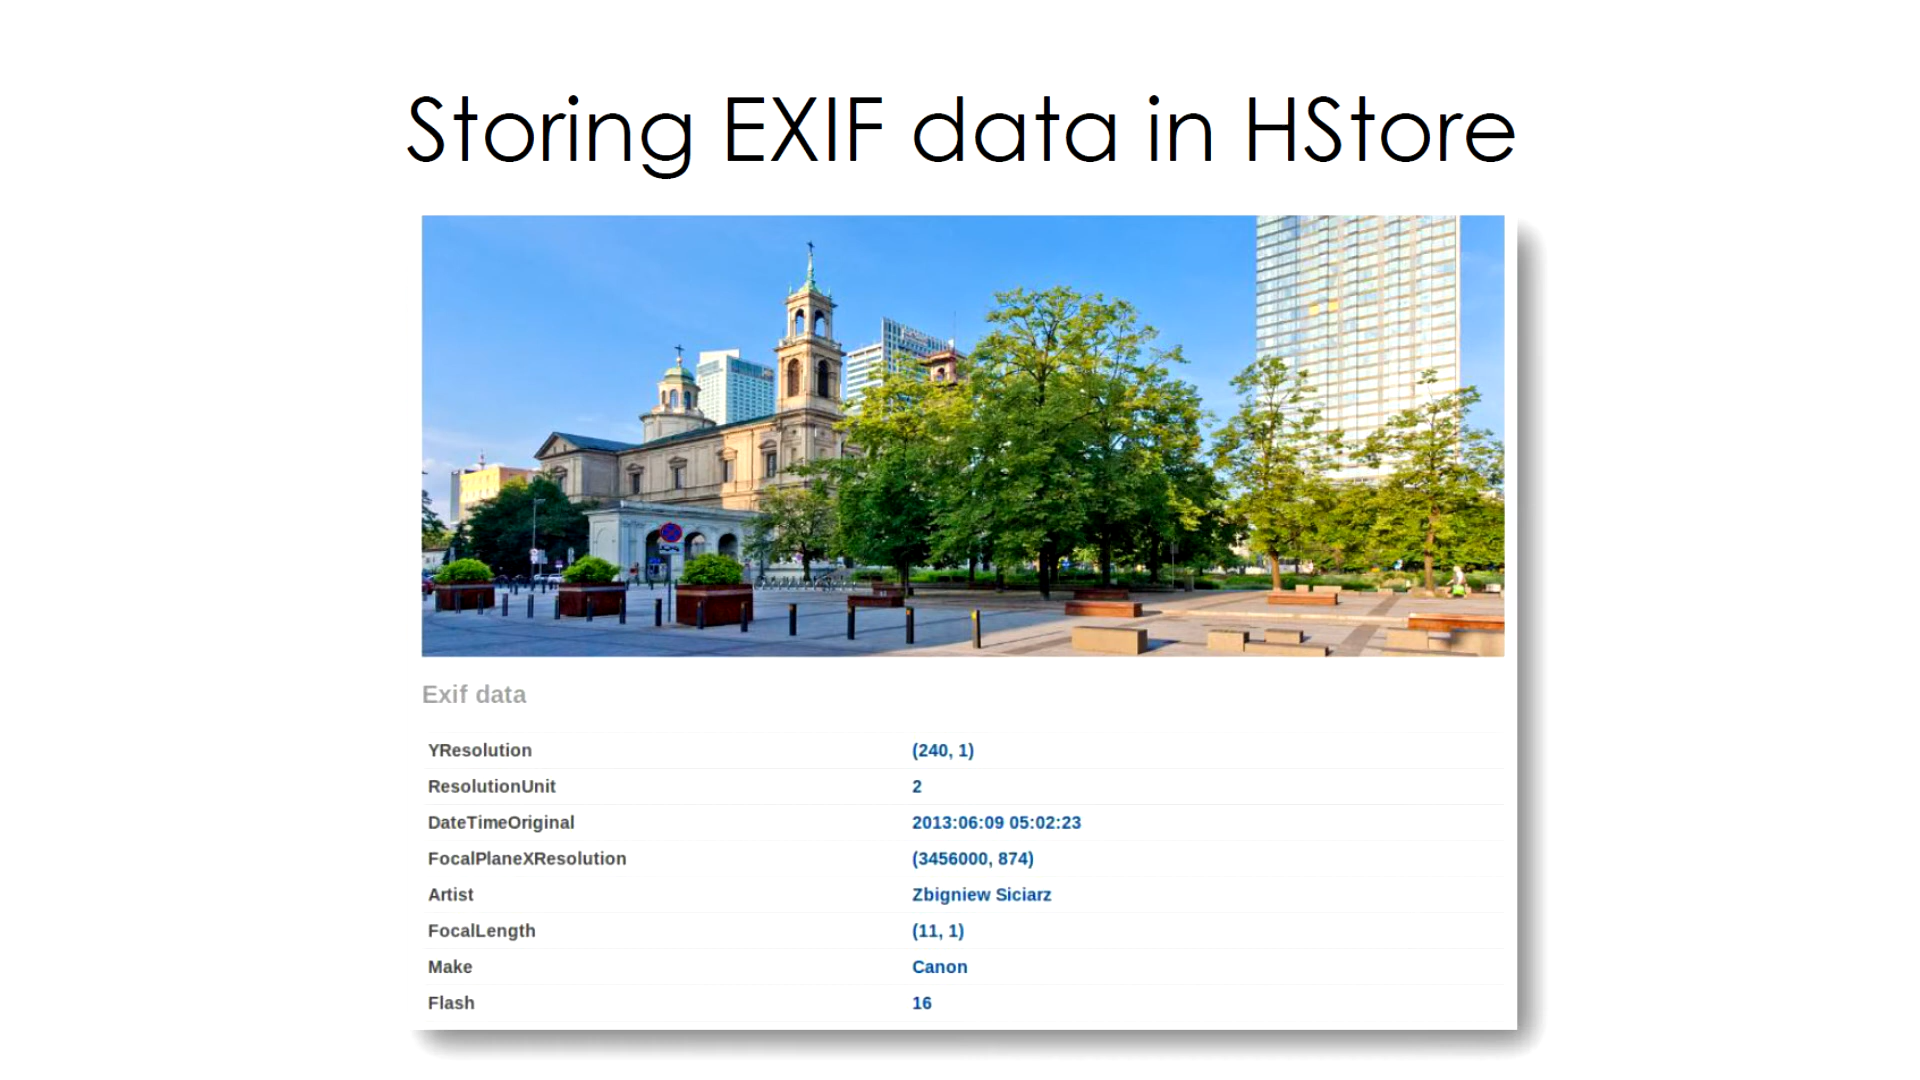 Storing EXIF data in HStore
Exif data
YResolution (240, 1)
ResolutionUnit 2
DateTimeOriginal 2013:06:09 05:02:23
FocalPlaneXResolution (3456000, 874)
Artist Zbigniew Siciarz
FocalLength (11, 1)
Make Canon
Flash 16